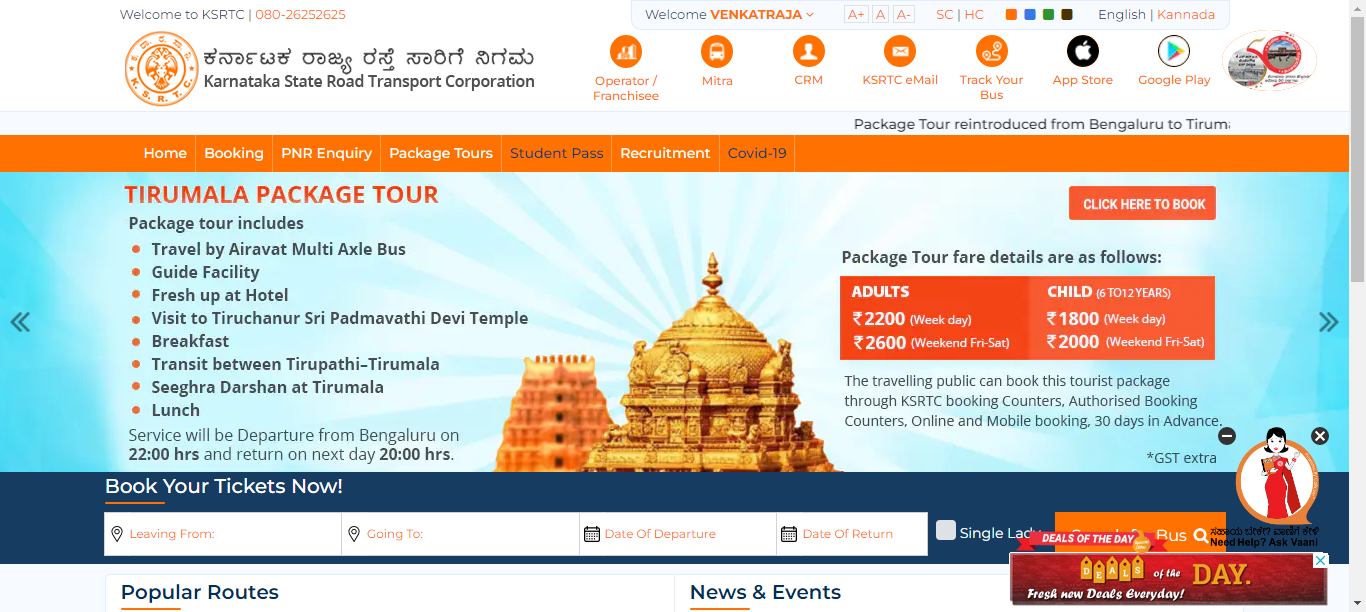 Welcome to KSRTC | 080-26252625
Welcome VENKATRAJA
A+ A A-
SC | HC
English | Kannada
ಕರ್ನಾಟಕ ರಾಜ್ಯ ರಸ್ತೆ ಸಾರಿಗೆ ನಿಗಮ
Karnataka State Road Transport Corporation
K.S.R.T.C
Operator /
Franchisee
Mitra
CRM
KSRTC eMail
Track Your
Bus
App Store
Google Play
Package Tour reintroduced from Bengaluru to
Home Booking PNR Enquiry Package Tours Student Pass Recruitment Covid-19
TIRUMALA PACKAGE TOUR
Package tour includes
Travel by Airavat Multi Axle Bus
Guide Facility
Fresh up at Hotel
Visit to Tiruchanur Sri Padmavathi Devi Temple
Breakfast
Transit between Tirupathi–Tirumala
Seeghra Darshan at Tirumala
Lunch
Service will be Departure from Bengaluru on
22:00 hrs and return on next day 20:00 hrs.
CLICK HERE TO BOOK
Package Tour fare details are as follows:
ADULTS
₹2200 (Week day)
₹2600 (Weekend Fri-Sat)
CHILD (6 TO12 YEARS)
₹1800 (Week day)
₹2000 (Weekend Fri-Sat)
The travelling public can book this tourist package
through KSRTC booking Counters, Authorised Booking
Counters, Online and Mobile booking, 30 days in Advance.
*GST extra
Book Your Tickets Now!
Leaving From:
Going To:
Date Of Departure
Date Of Return
Single Lady
Bus
ಸಹಾಯ ಬೇಕೇ? ವಾಣಿಗೆ ಕೇಳಿ
Need Help? Ask Vaani
DEALS OF THE DAY
DEALS of the DAY.
Fresh new Deals Everyday!
Popular Routes
News & Events